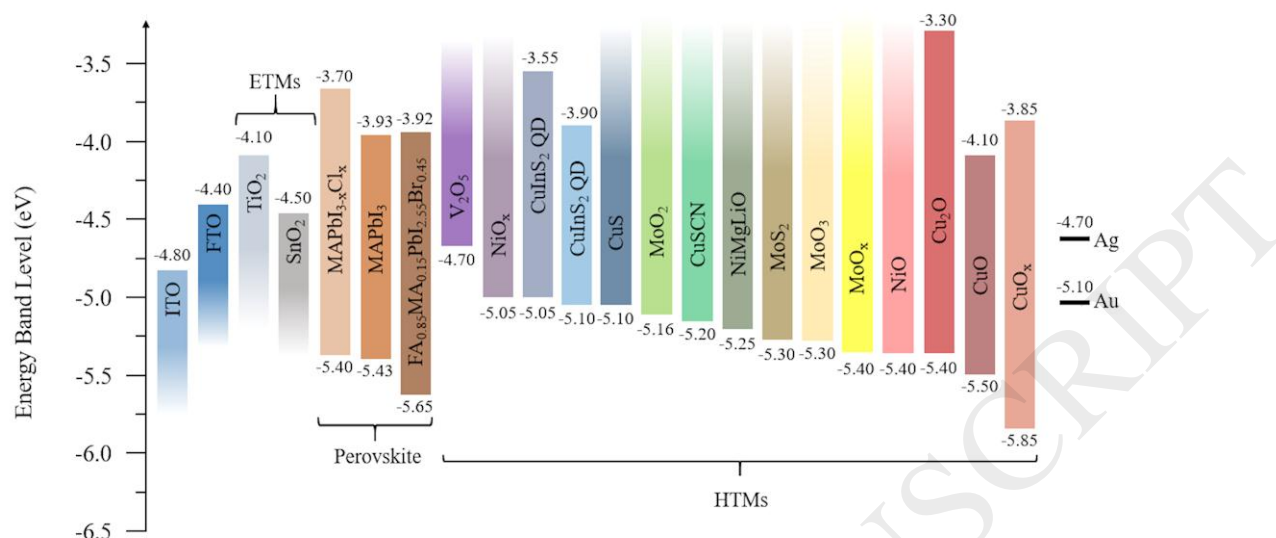 Energy Band Level (eV)
-3.5
-4.0
-4.5
-5.0
-5.5
-6.0
-6.5
-4.80
ITO
-4.40
FTO
ETMs
-4.10
TiO₂
-4.50
SnO₂
-3.70
MAPbI₃₋ₓClₓ
-5.40
-3.93
MAPbI₃
-5.43
-3.92
FA₀.₈₅MA₀.₁₅PbI₂.₅₅Br₀.₄₅
-5.65
Perovskite
V₂O₅
-4.70
NiOₓ
-5.05
-3.55
CuInS₂ QD
-5.05
-3.90
CuInS₂ QD
-5.10
CuS
-5.10
MoO₂
-5.16
CuSCN
-5.20
NiMgLiO
-5.25
MoS₂
-5.30
MoO₃
-5.30
MoOₓ
-5.40
NiO
-5.40
-3.30
Cu₂O
-5.40
-4.10
CuO
-5.50
-3.85
CuOₓ
-5.85
HTMs
-4.70
Ag
-5.10
Au